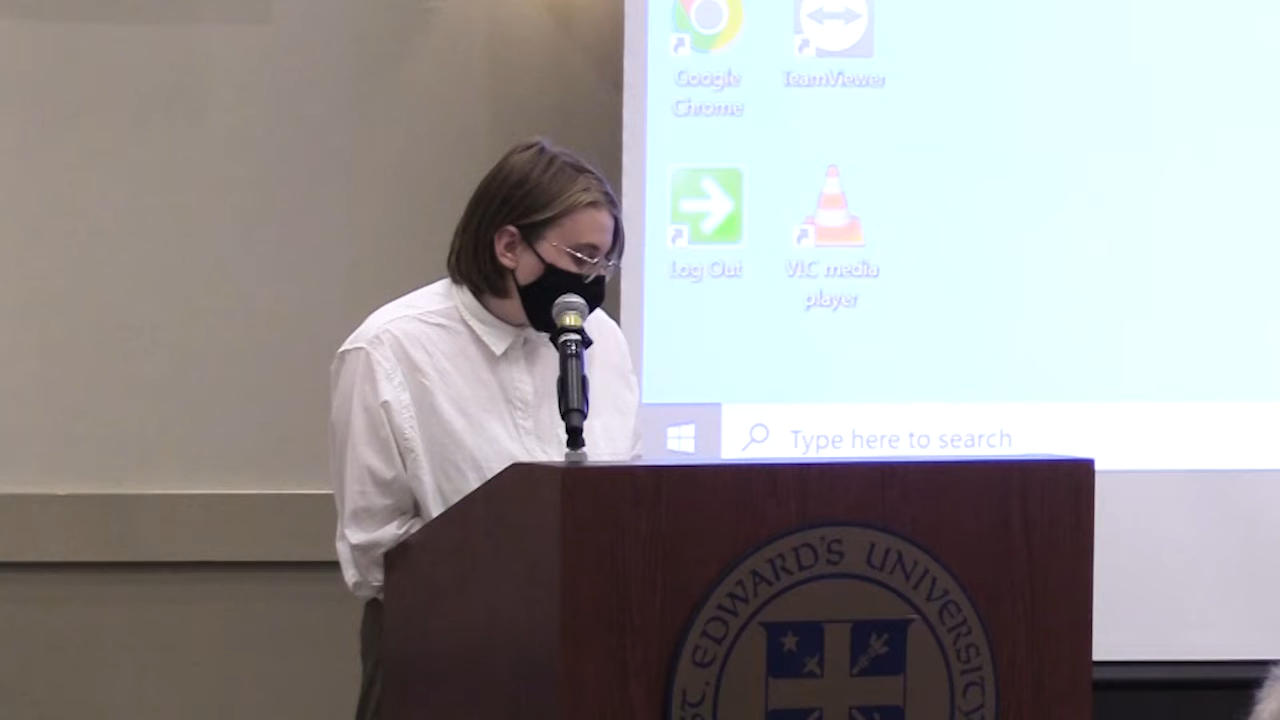 Google
Chrome
TeamViewer
Log Out
VLC media
player
Type here to search
ST. EDWARD'S UNIVERSITY